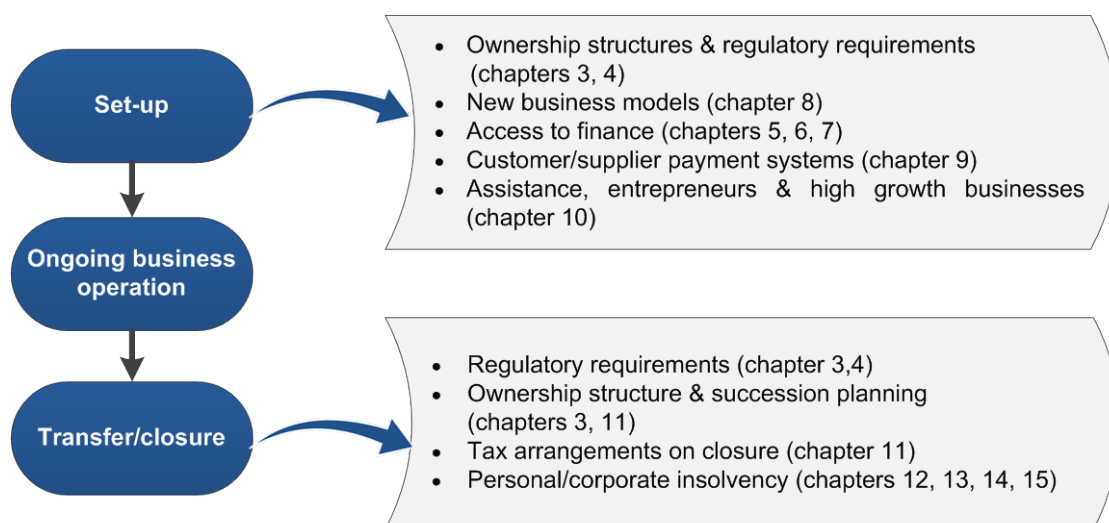 Set-up
• Ownership structures & regulatory requirements
(chapters 3, 4)
• New business models (chapter 8)
• Access to finance (chapters 5, 6, 7)
• Customer/supplier payment systems (chapter 9)
• Assistance, entrepreneurs & high growth businesses
(chapter 10)
Ongoing business
operation
Transfer/closure
• Regulatory requirements (chapter 3,4)
• Ownership structure & succession planning
(chapters 3, 11)
• Tax arrangements on closure (chapter 11)
• Personal/corporate insolvency (chapters 12, 13, 14, 15)